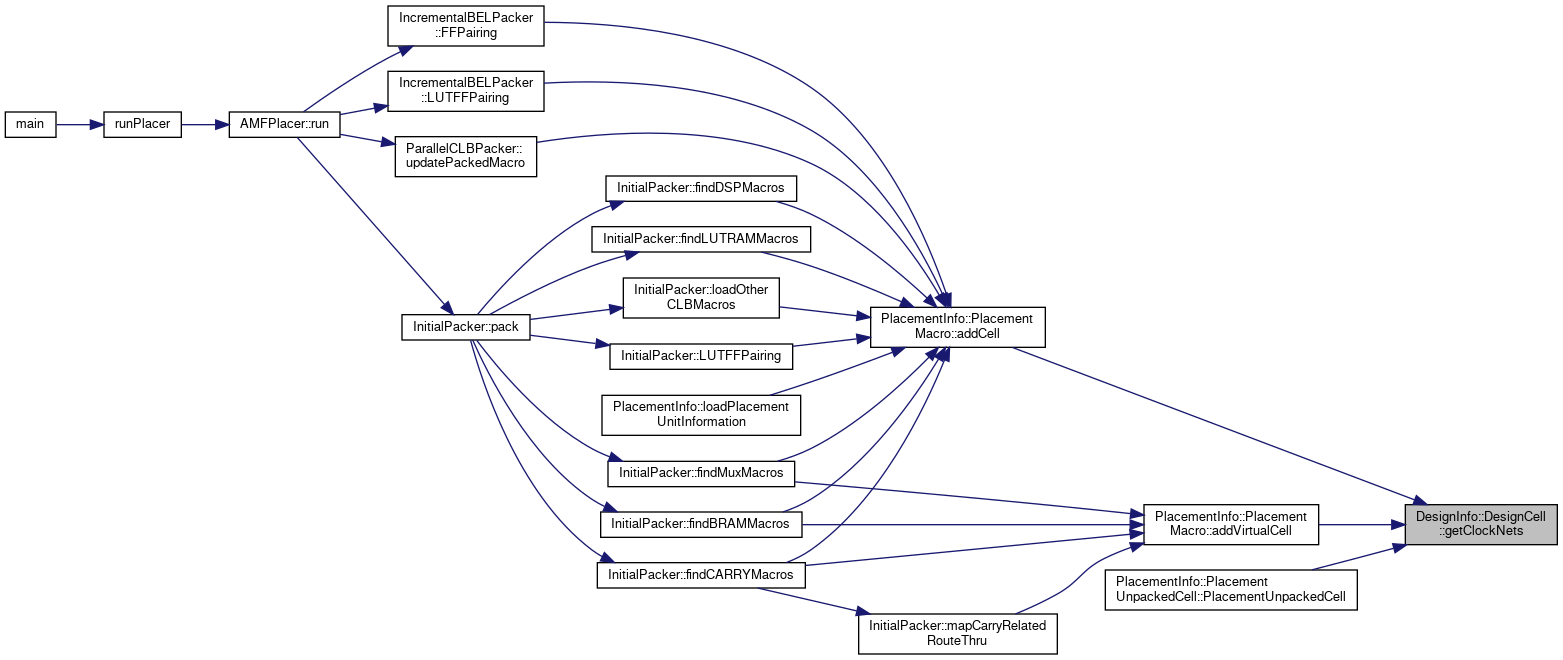 IncrementalBELPacker
::FFPairing
IncrementalBELPacker
::LUTFFPairing
main
runPlacer
AMFPlacer::run
ParallelCLBPacker::
updatePackedMacro
InitialPacker::findDSPMacros
InitialPacker::findLUTRAMMacros
InitialPacker::loadOther
CLBMacros
InitialPacker::pack
PlacementInfo::Placement
Macro::addCell
InitialPacker::LUTFFPairing
PlacementInfo::loadPlacement
UnitInformation
InitialPacker::findMuxMacros
InitialPacker::findBRAMMacros
PlacementInfo::Placement
Macro::addVirtualCell
DesignInfo::DesignCell
::getClockNets
InitialPacker::findCARRYMacros
PlacementInfo::Placement
UnpackedCell::PlacementUnpackedCell
InitialPacker::mapCarryRelated
RouteThru